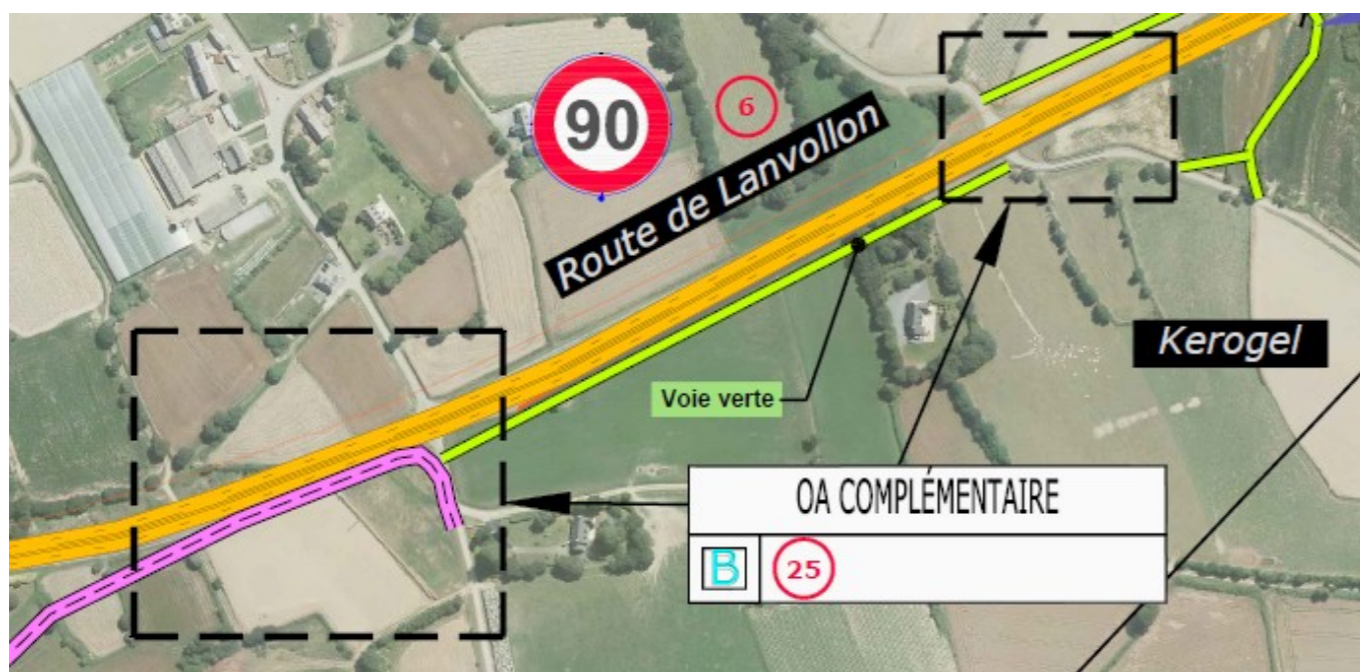 90
6
Route de Lanvollon
Kerogel
Voie verte
OA COMPLÉMENTAIRE
B
25